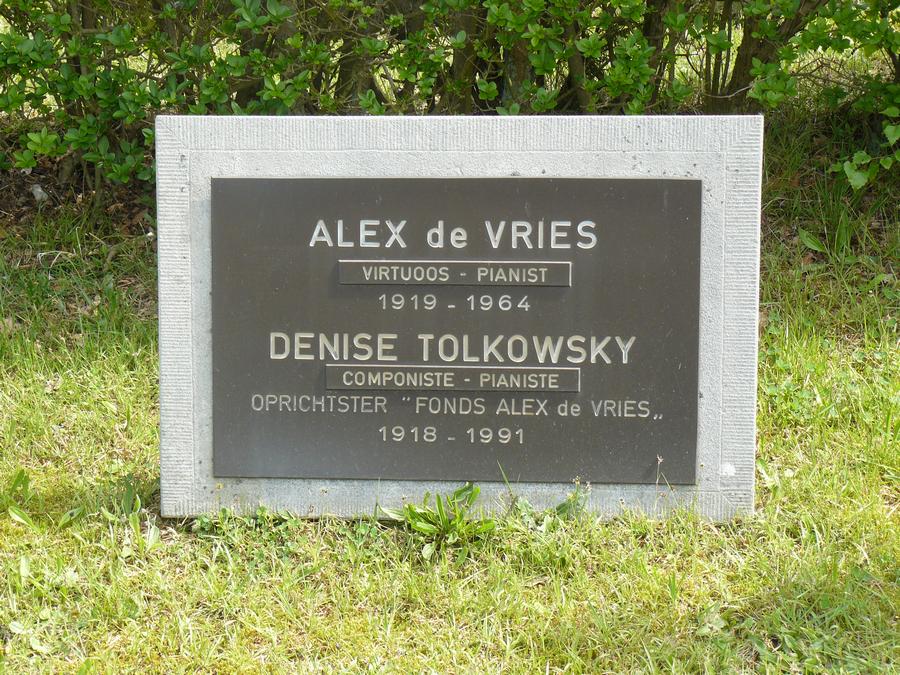 ALEX de VRIES
VIRTUOOS - PIANIST
1919 - 1964
DENISE TOLKOWSKY
COMPONISTE - PIANISTE
OPRICHTSTER "FONDS ALEX de VRIES„
1918 - 1991